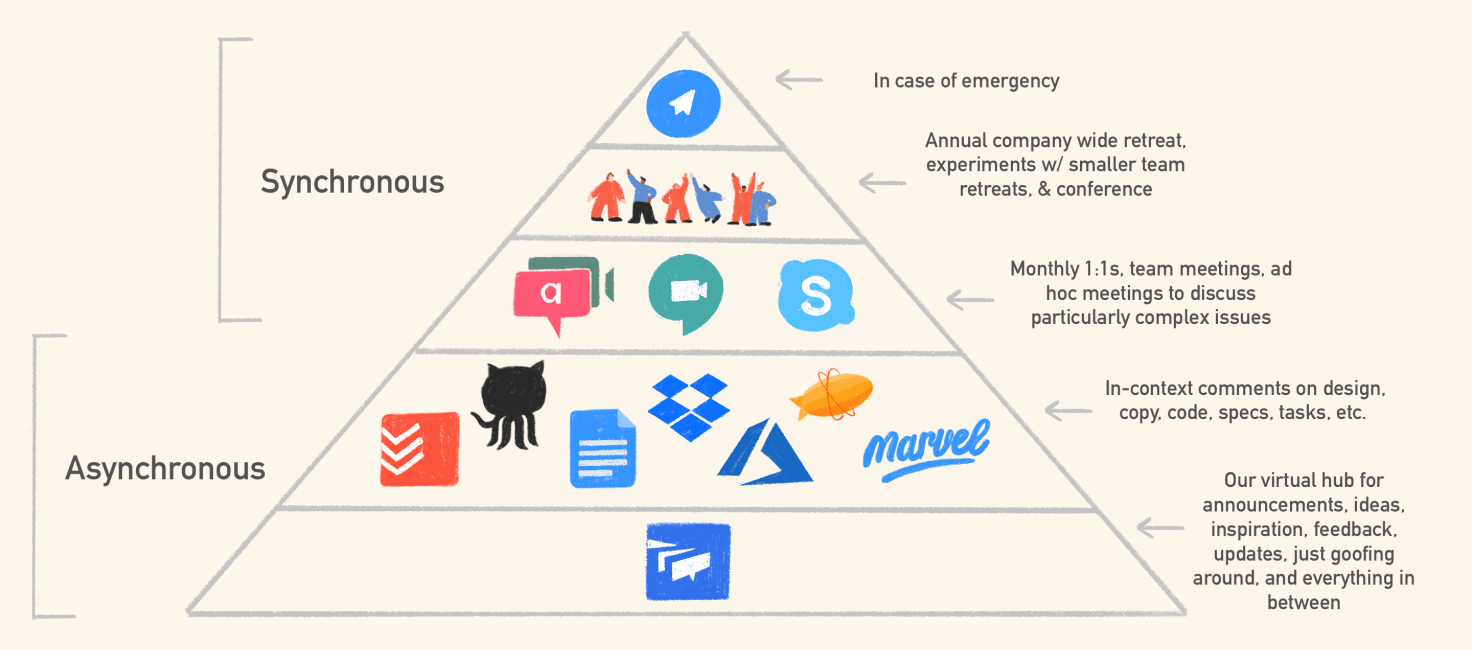 In case of emergency
Annual company wide retreat,
experiments w/ smaller team
retreats, & conference
Synchronous
Monthly 1:1s, team meetings, ad
hoc meetings to discuss
particularly complex issues
a
S
In-context comments on design,
copy, code, specs, tasks, etc.
marvel
Asynchronous
Our virtual hub for
announcements, ideas,
inspiration, feedback,
updates, just goofing
around, and everything in
between